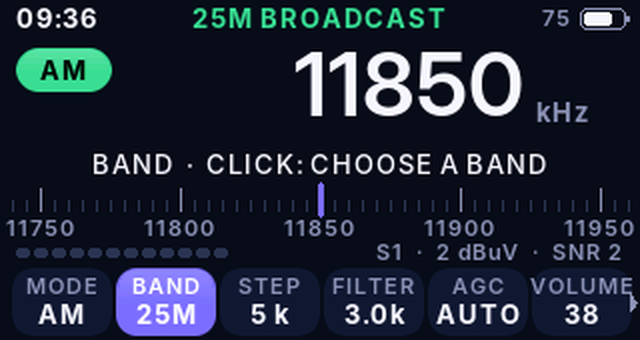 09:36 25M BROADCAST 75
AM 11850 kHz
BAND · CLICK: CHOOSE A BAND
11750 11800 11850 11900 11950
S1 · 2 dBuV · SNR 2
MODE BAND STEP FILTER AGC VOLUME
AM 25M 5 k 3.0k AUTO 38